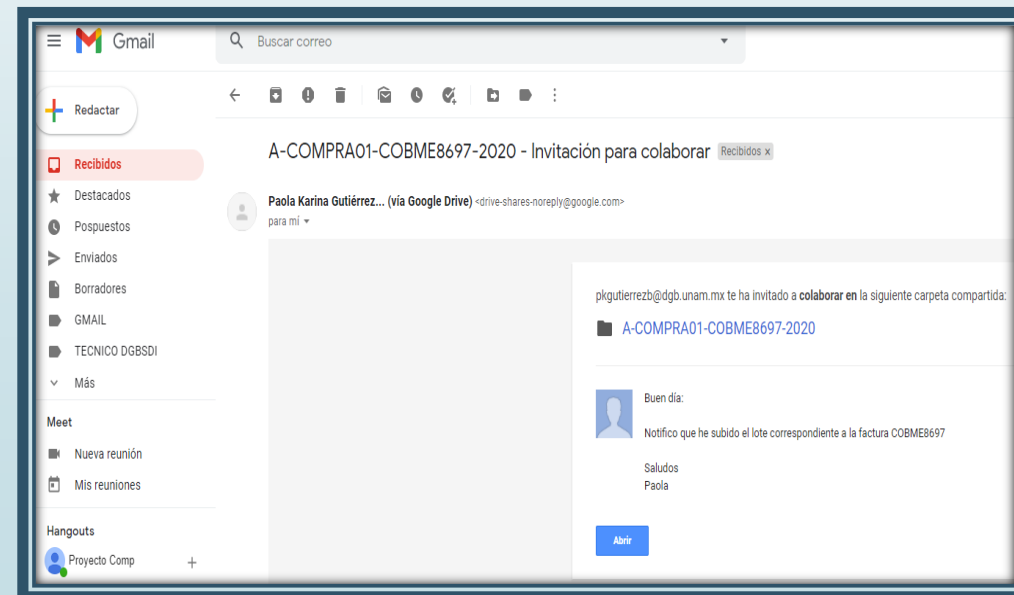 Gmail
Buscar correo
Redactar
Recibidos
Destacados
Pospuestos
Enviados
Borradores
GMAIL
TECNICO DGBSDI
Más
Meet
Nueva reunión
Mis reuniones
Hangouts
Proyecto Comp
A-COMPRA01-COBME8697-2020 - Invitación para colaborar Recibidos x
Paola Karina Gutiérrez... (vía Google Drive) <drive-shares-noreply@google.com>
para mí
pkgutierrezb@dgb.unam.mx te ha invitado a colaborar en la siguiente carpeta compartida:
A-COMPRA01-COBME8697-2020
Buen día:
Notifico que he subido el lote correspondiente a la factura COBME8697
Saludos
Paola
Abrir